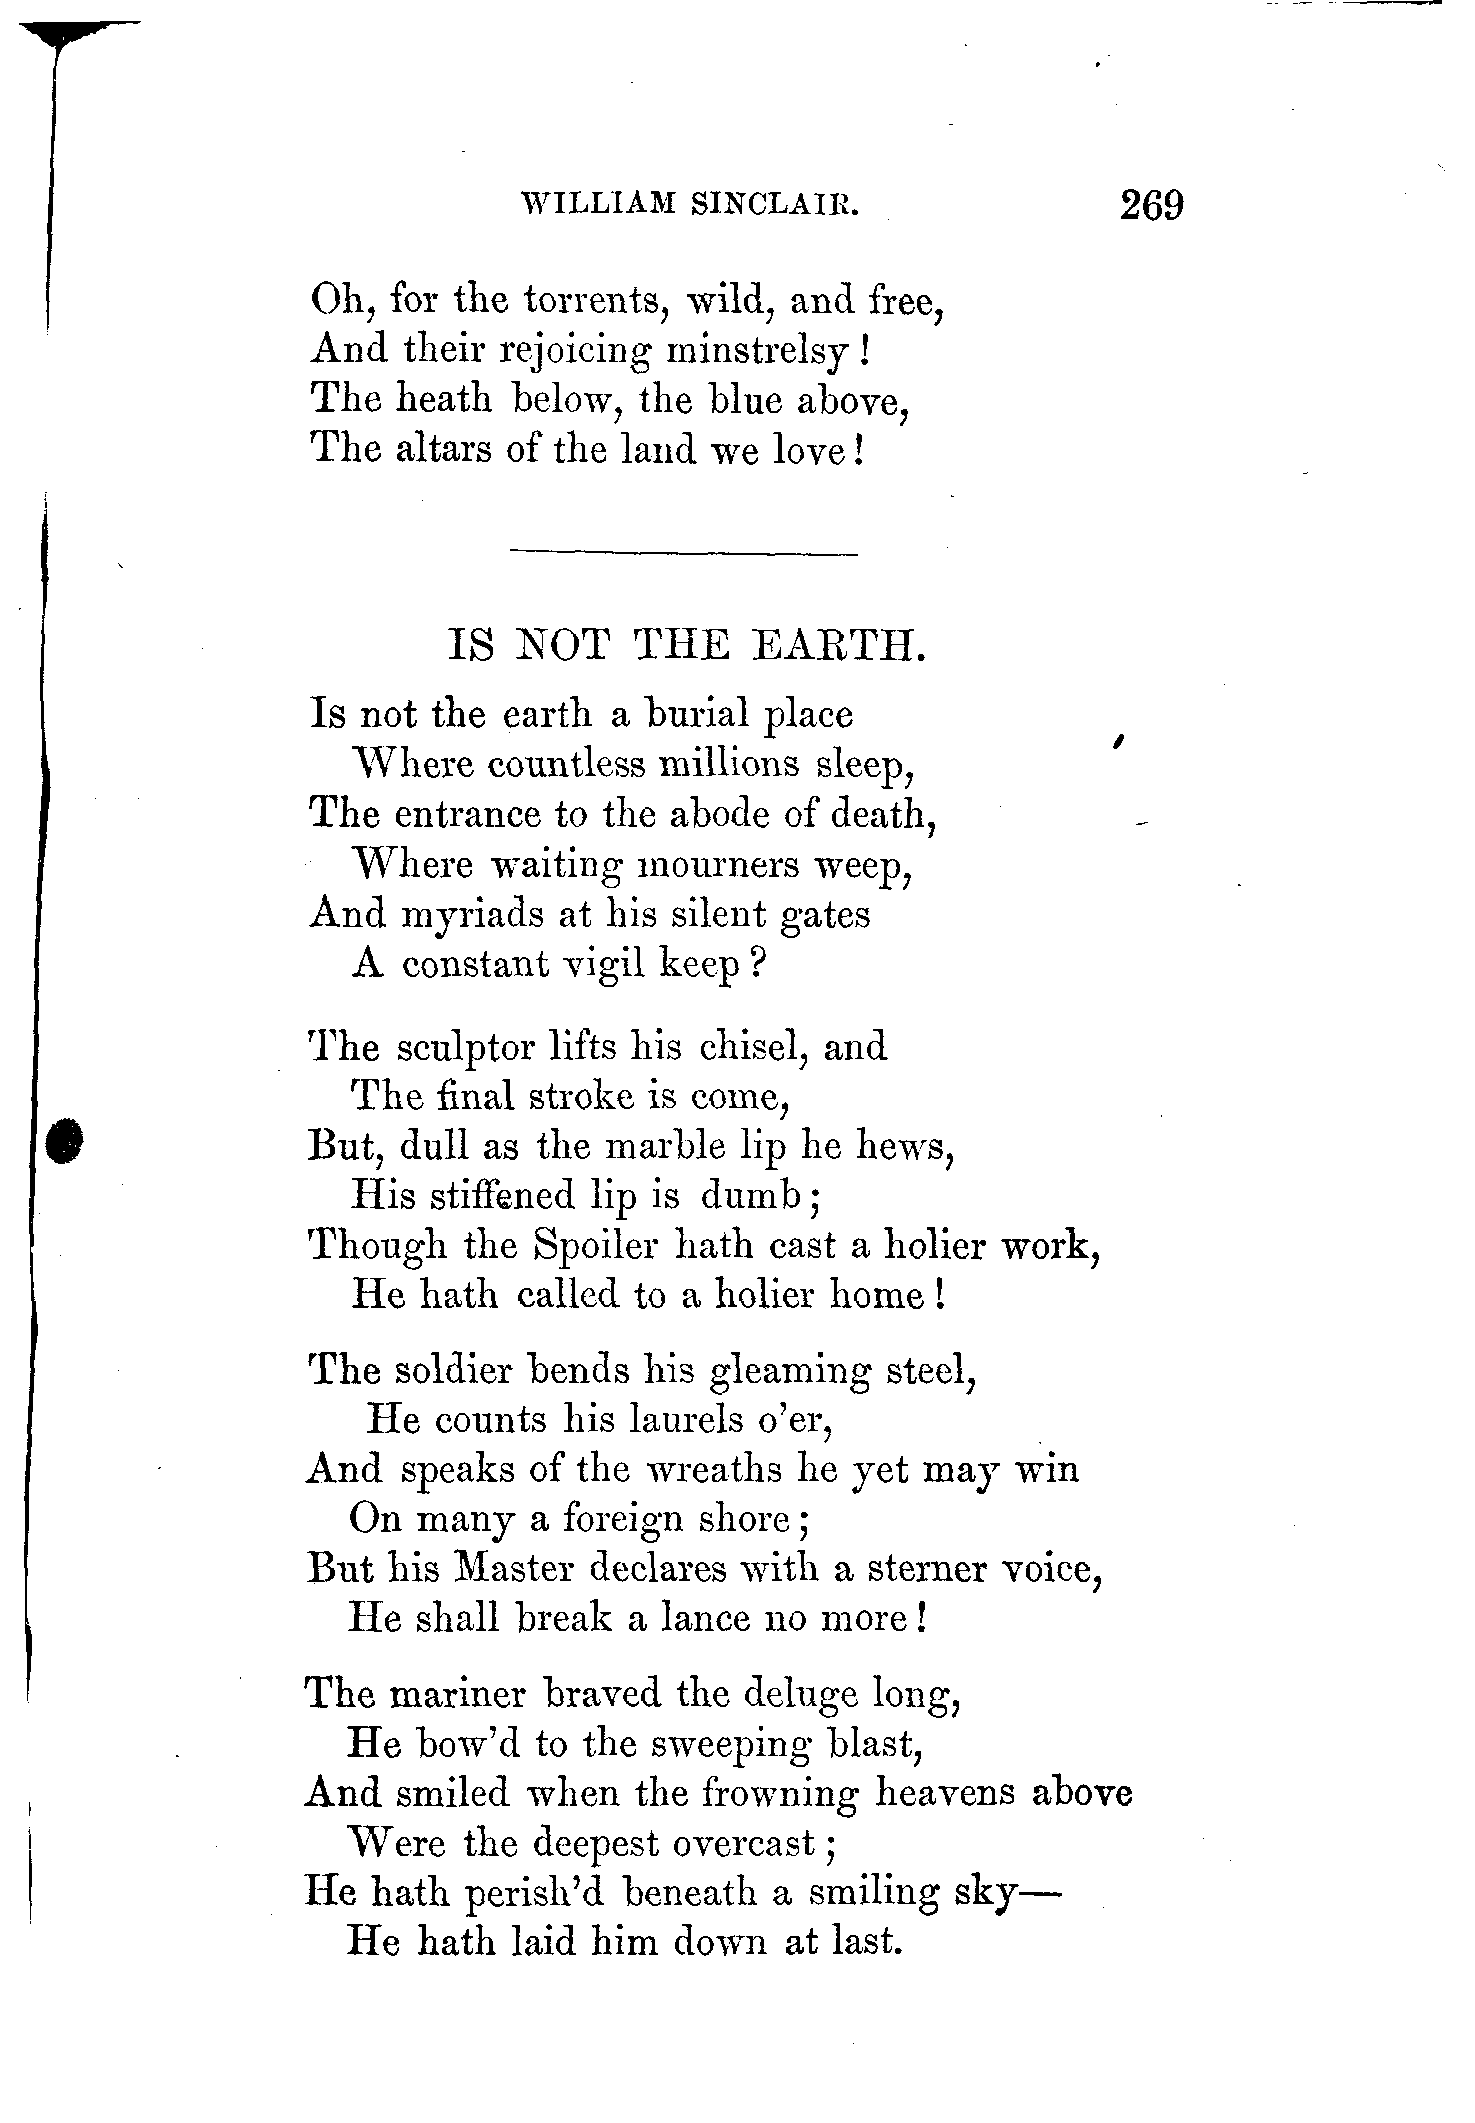 WILLIAM SINCLAIR. 269
Oh, for the torrents, wild, and free,
And their rejoicing minstrelsy!
The heath below, the blue above,
The altars of the land we love!
IS NOT THE EARTH.
Is not the earth a burial place
Where countless millions sleep,
The entrance to the abode of death,
Where waiting mourners weep,
And myriads at his silent gates
A constant vigil keep?
The sculptor lifts his chisel, and
The final stroke is come,
But, dull as the marble lip he hews,
His stiffened lip is dumb;
Though the Spoiler hath cast a holier work,
He hath called to a holier home!
The soldier bends his gleaming steel,
He counts his laurels o'er,
And speaks of the wreaths he yet may win
On many a foreign shore;
But his Master declares with a sterner voice,
He shall break a lance no more!
The mariner braved the deluge long,
He bow'd to the sweeping blast,
And smiled when the frowning heavens above
Were the deepest overcast;
He hath perish'd beneath a smiling sky—
He hath laid him down at last.